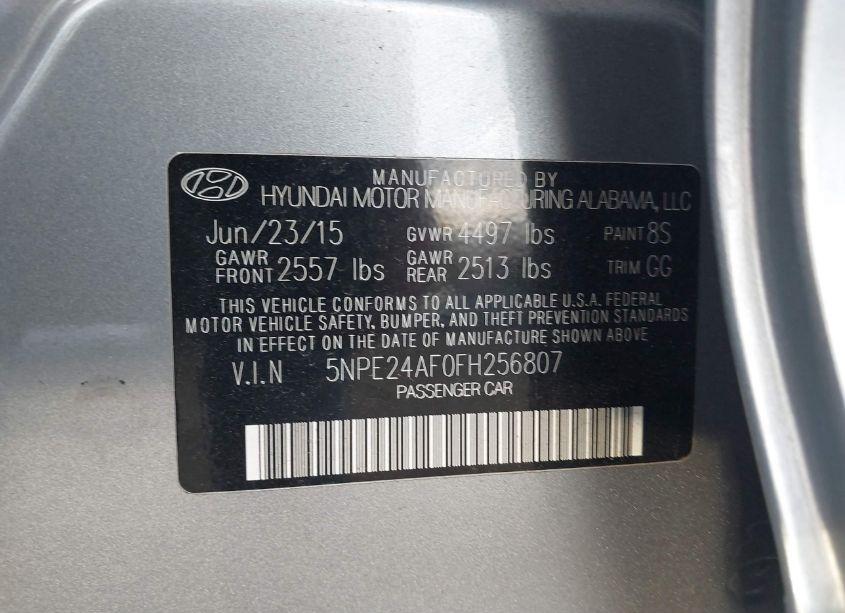 MANUFACTURED BY
HYUNDAI MOTOR MANUFACTURING ALABAMA, LLC
Jun/23/15 GVWR 4497 lbs PAINT 8S
GAWR FRONT 2557 lbs GAWR REAR 2513 lbs TRIM GG
THIS VEHICLE CONFORMS TO ALL APPLICABLE U.S.A. FEDERAL
MOTOR VEHICLE SAFETY, BUMPER, AND THEFT PREVENTION STANDARDS
IN EFFECT ON THE DATE OF MANUFACTURE SHOWN ABOVE
V.I.N 5NPE24AF0FH256807
PASSENGER CAR